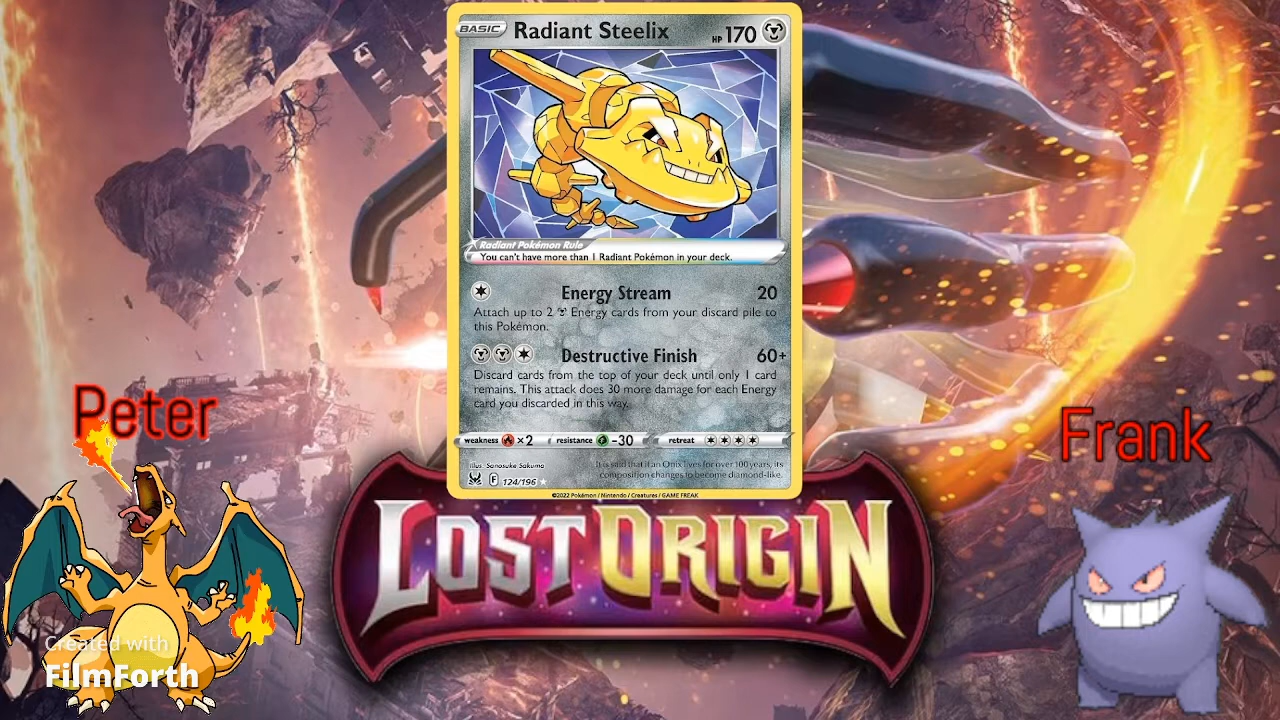 BASIC Radiant Steelix HP 170
Radiant Pokémon Rule
You can't have more than 1 Radiant Pokémon in your deck.
Energy Stream 20
Attach up to 2 Energy cards from your discard pile to
this Pokémon.
Destructive Finish 60+
Discard cards from the top of your deck until only 1 card
remains. This attack does 30 more damage for each Energy
card you discarded in this way.
weakness ×2 resistance -30 retreat
Illus. Sanosuke Sakuma
It is said that if an Onix lives for over 100 years, its
composition changes to become diamond-like.
F 124/196
©2022 Pokémon / Nintendo / Creatures / GAME FREAK
Peter
Frank
LOST ORIGIN
Created with
FilmForth